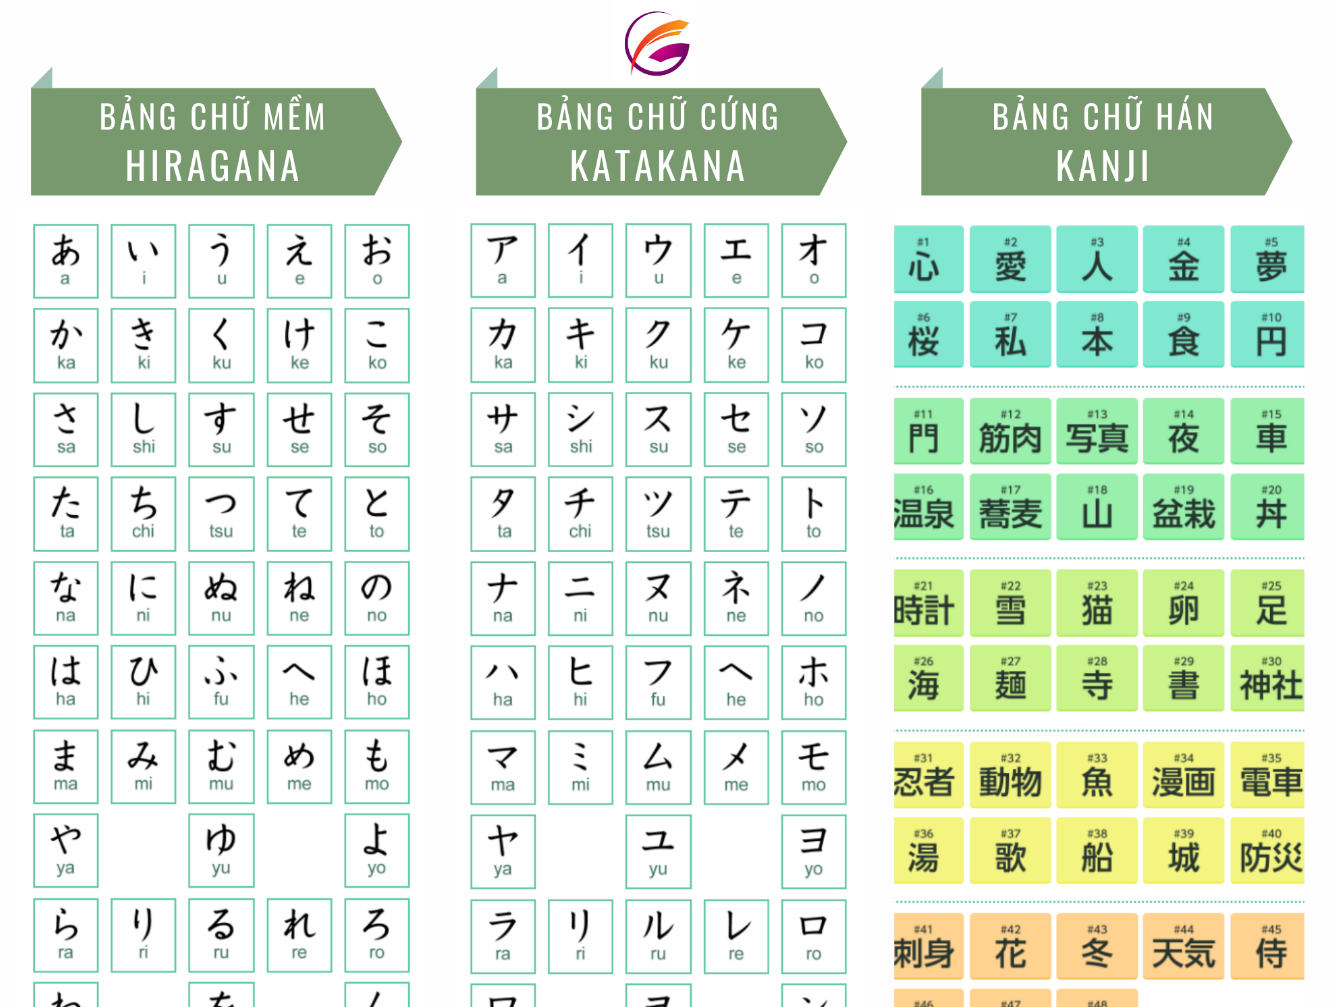 BẢNG CHỮ MỀM
HIRAGANA
あ い う え お
a i u e o
か き く け こ
ka ki ku ke ko
さ し す せ そ
sa shi su se so
た ち つ て と
ta chi tsu te to
な に ぬ ね の
na ni nu ne no
は ひ ふ へ ほ
ha hi fu he ho
ま み む め も
ma mi mu me mo
や ゆ よ
ya yu yo
ら り る れ ろ
ra ri ru re ro
BẢNG CHỮ CỨNG
KATAKANA
ア イ ウ エ オ
a i u e o
カ キ ク ケ コ
ka ki ku ke ko
サ シ ス セ ソ
sa shi su se so
タ チ ツ テ ト
ta chi tsu te to
ナ ニ ヌ ネ ノ
na ni nu ne no
ハ ヒ フ ヘ ホ
ha hi fu he ho
マ ミ ム メ モ
ma mi mu me mo
ヤ ユ ヨ
ya yu yo
ラ リ ル レ ロ
ra ri ru re ro
BẢNG CHỮ HÁN
KANJI
#1 #2 #3 #4 #5
心 愛 人 金 夢
#6 #7 #8 #9 #10
桜 私 本 食 円
#11 #12 #13 #14 #15
門 筋肉 写真 夜 車
#16 #17 #18 #19 #20
温泉 蕎麦 山 盆栽 丼
#21 #22 #23 #24 #25
時計 雪 猫 卵 足
#26 #27 #28 #29 #30
海 麺 寺 書 神社
#31 #32 #33 #34 #35
忍者 動物 魚 漫画 電車
#36 #37 #38 #39 #40
湯 歌 船 城 防災
#41 #42 #43 #44 #45
刺身 花 冬 天気 侍
#46 #47 #48